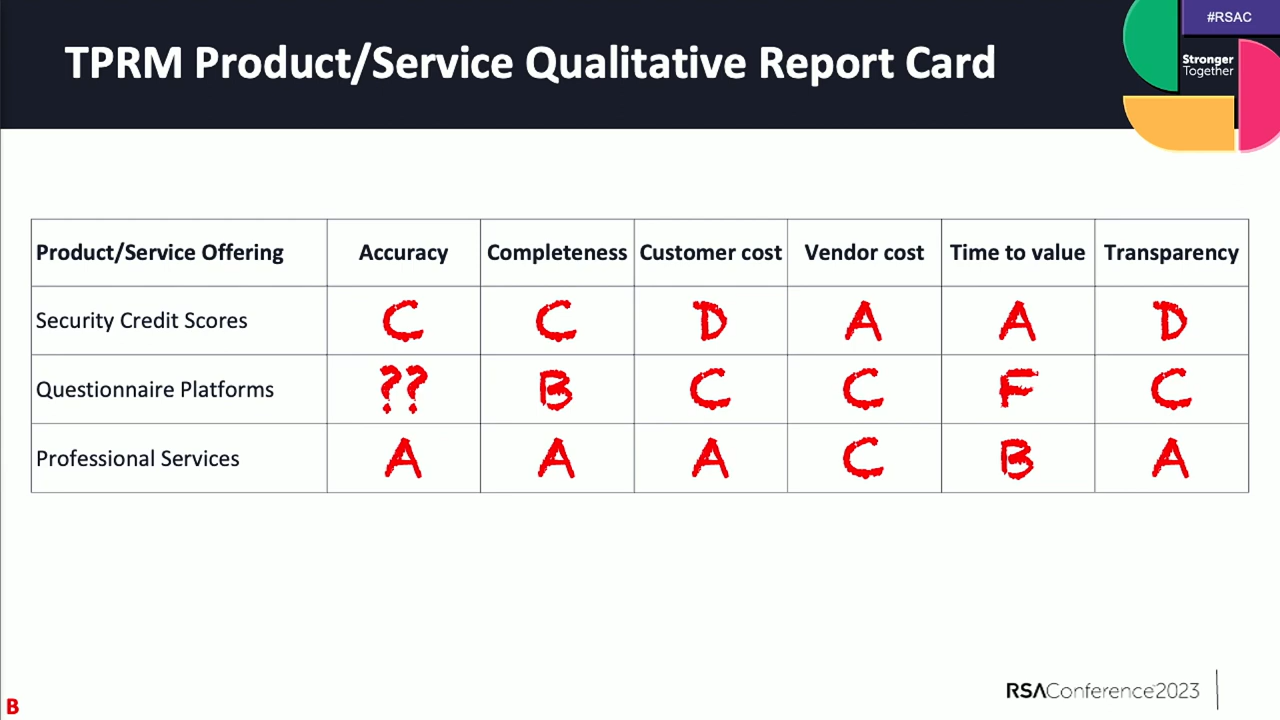 #RSAC
TPRM Product/Service Qualitative Report Card
Stronger
Together
Product/Service Offering Accuracy Completeness Customer cost Vendor cost Time to value Transparency
Security Credit Scores C C D A A D
Questionnaire Platforms ?? B C C F C
Professional Services A A A C B A
RSAConference2023
B